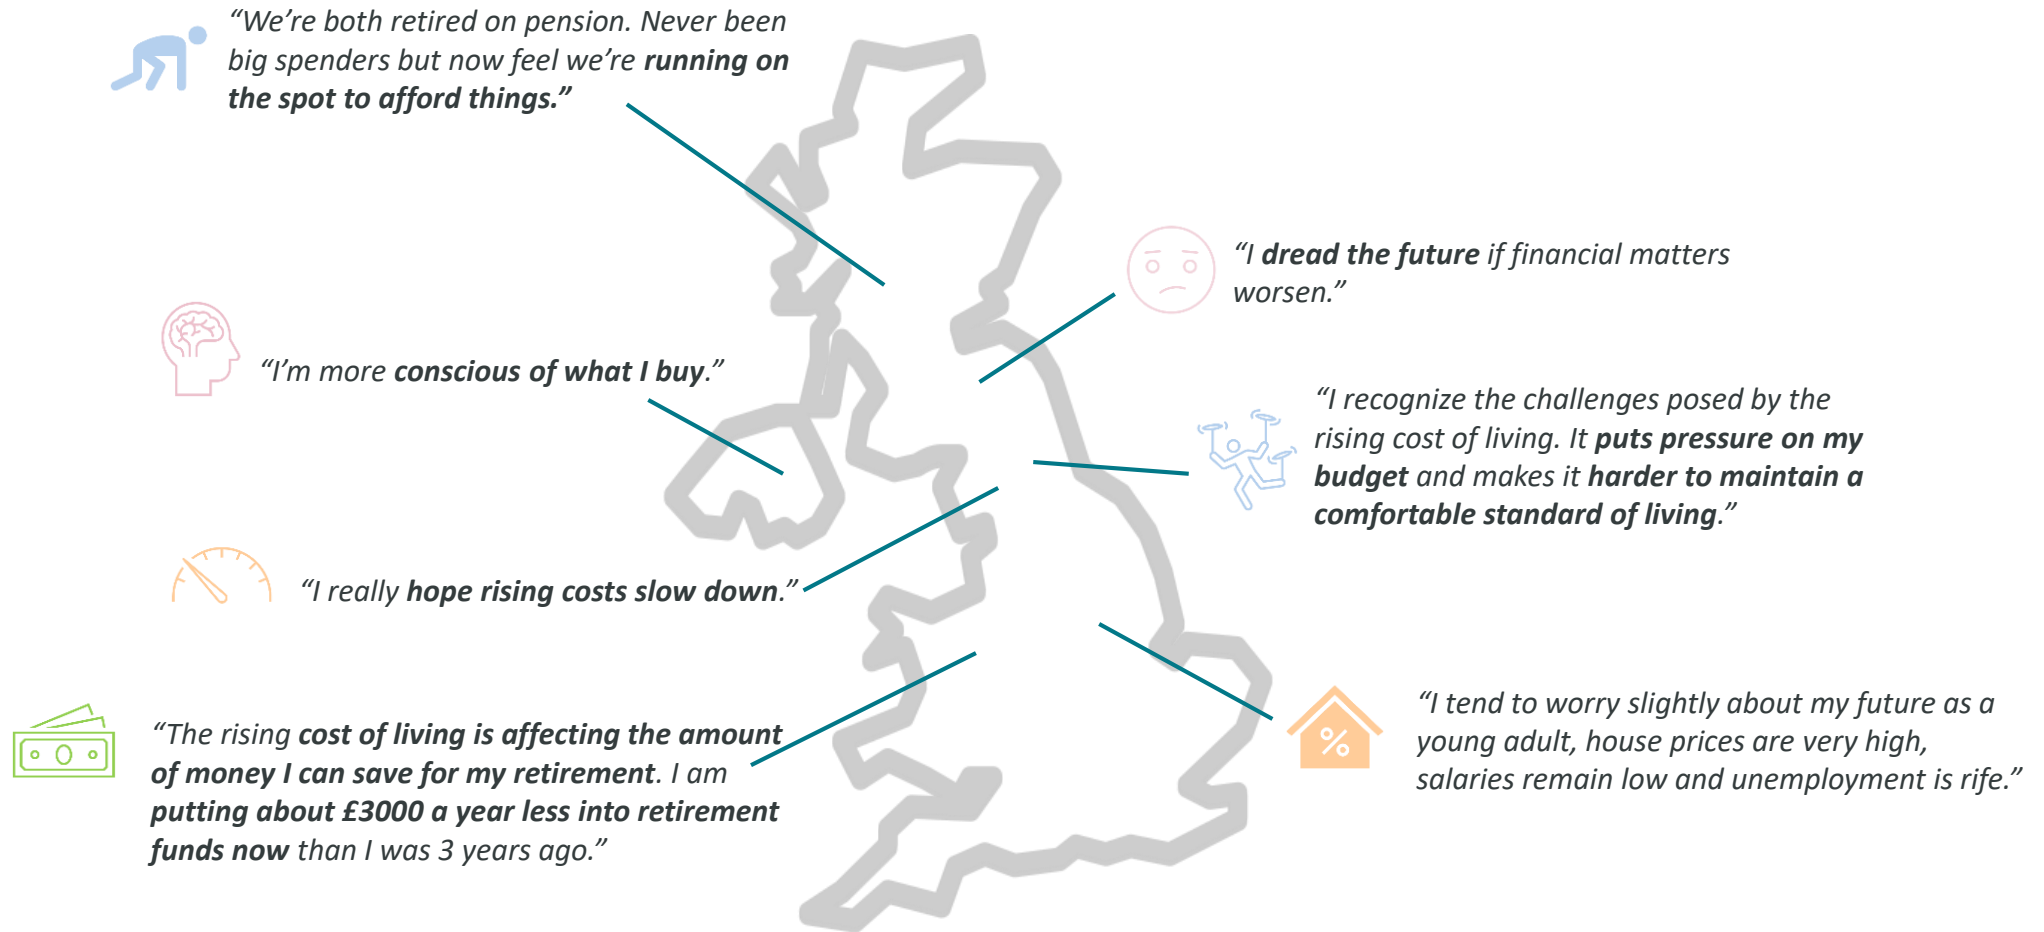 “We’re both retired on pension. Never been
big spenders but now feel we’re running on
the spot to afford things.”
“I dread the future if financial matters
worsen.”
“I’m more conscious of what I buy.”
“I recognize the challenges posed by the
rising cost of living. It puts pressure on my
budget and makes it harder to maintain a
comfortable standard of living.”
“I really hope rising costs slow down.”
“The rising cost of living is affecting the amount
of money I can save for my retirement. I am
putting about £3000 a year less into retirement
funds now than I was 3 years ago.”
%
“I tend to worry slightly about my future as a
young adult, house prices are very high,
salaries remain low and unemployment is rife.”